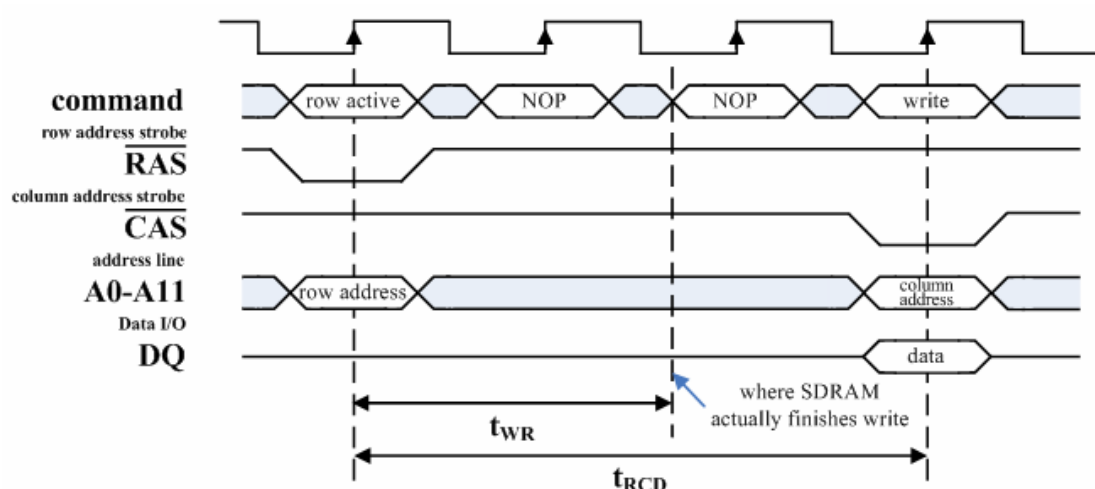 command
row active
NOP
NOP
write
row address strobe
RAS
column address strobe
CAS
address line
A0-A11
row address
column
address
Data I/O
DQ
data
where SDRAM
actually finishes write
tWR
tRCD